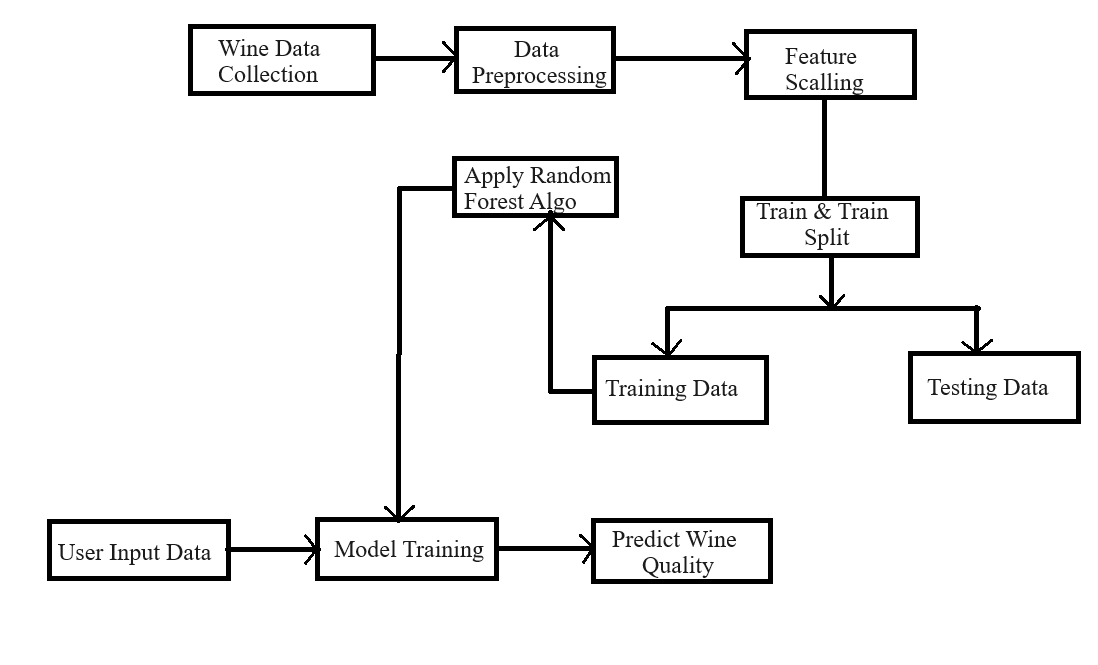 Wine Data
Collection
Data
Preprocessing
Feature
Scalling
Apply Random
Forest Algo
Train & Train
Split
Training Data
Testing Data
User Input Data
Model Training
Predict Wine
Quality